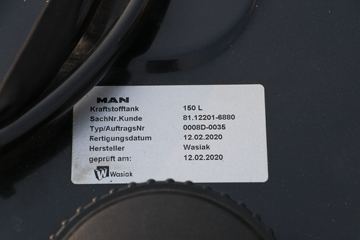 MAN
Kraftstofftank 150 L
SachNr.Kunde 81.12201-6880
Typ/AuftragsNr 0008D-0035
Fertigungsdatum 12.02.2020
Hersteller Wasiak
geprüft am: 12.02.2020
W Wasiak